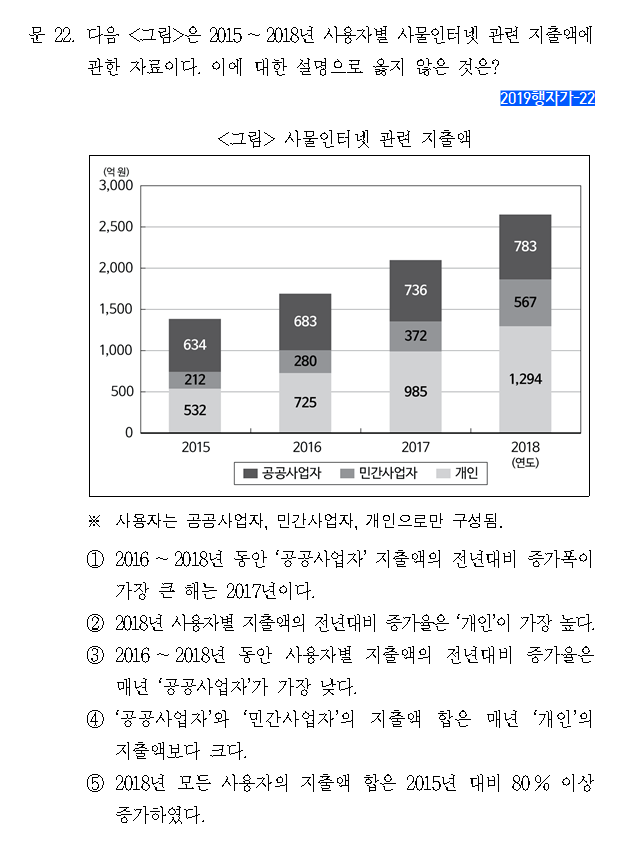 문 22. 다음 <그림>은 2015 ~ 2018년 사용자별 사물인터넷 관련 지출액에
관한 자료이다. 이에 대한 설명으로 옳지 않은 것은?
2019행자가-22
<그림> 사물인터넷 관련 지출액
(억 원)
3,000
2,500
2,000
1,500
1,000
500
0
634
212
532
683
280
725
736
372
985
783
567
1,294
2015
2016
2017
2018
(연도)
공공사업자 민간사업자 개인
※ 사용자는 공공사업자, 민간사업자, 개인으로만 구성됨.
① 2016 ~ 2018년 동안 ‘공공사업자’ 지출액의 전년대비 증가폭이
가장 큰 해는 2017년이다.
② 2018년 사용자별 지출액의 전년대비 증가율은 ‘개인’이 가장 높다.
③ 2016 ~ 2018년 동안 사용자별 지출액의 전년대비 증가율은
매년 ‘공공사업자’가 가장 낮다.
④ ‘공공사업자’와 ‘민간사업자’의 지출액 합은 매년 ‘개인’의
지출액보다 크다.
⑤ 2018년 모든 사용자의 지출액 합은 2015년 대비 80 % 이상
증가하였다.